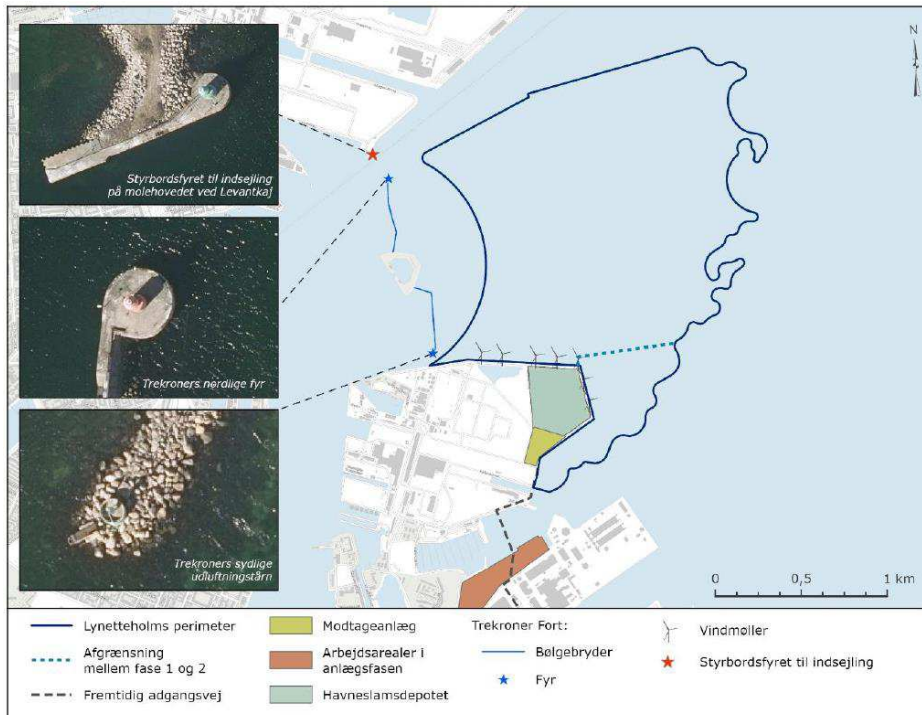 Styrbordsfyret til indsejling
på molehovedet ved Levantkaj
Trekroners nordlige fyr
Trekroners sydlige
udluftningstårn
N
0 0,5 1 km
Lynetteholms perimeter
Afgrænsning
mellem fase 1 og 2
Fremtidig adgangsvej
Modtageanlæg
Arbejdsarealer i
anlægsfasen
Havneslamsdepotet
Trekroner Fort:
Bølgebryder
Fyr
Vindmøller
Styrbordsfyret til indsejling